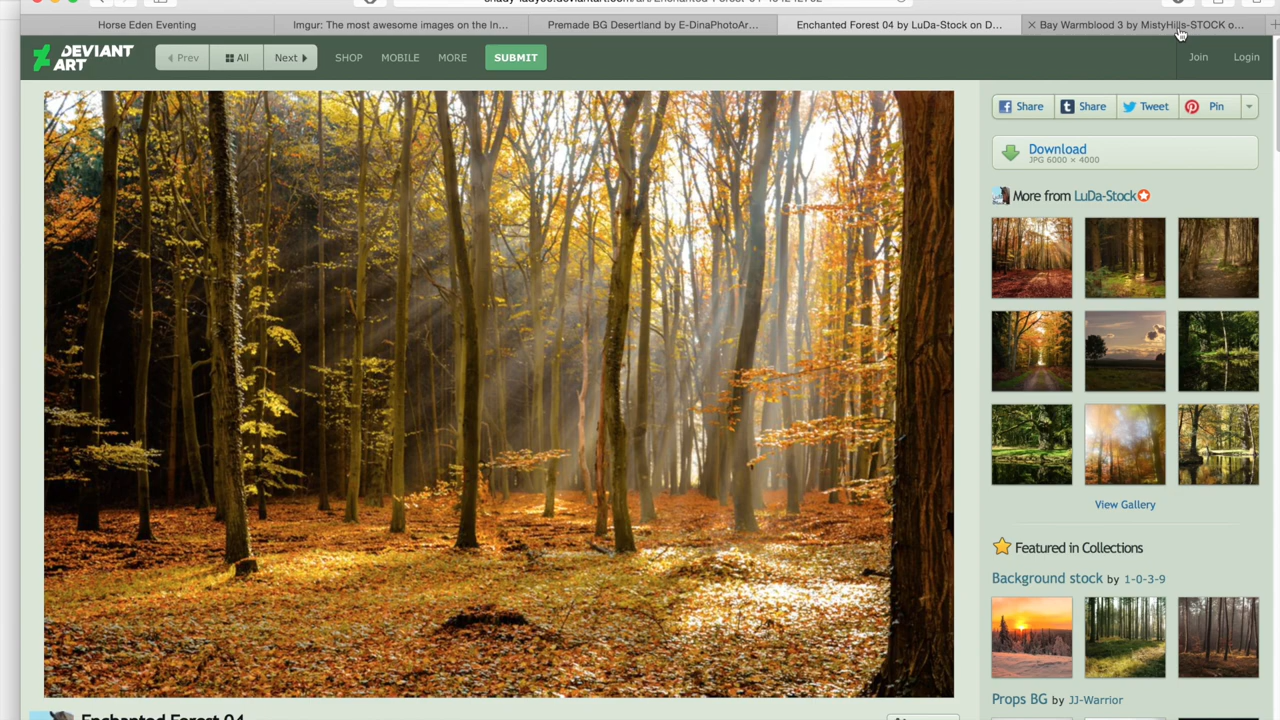 Horse Eden Eventing
Imgur: The most awesome images on the In...
Premade BG Desertland by E-DinaPhotoAr...
Enchanted Forest 04 by LuDa-Stock on D...
Bay Warmblood 3 by MistyHills-STOCK o...
DEVIANT ART
Prev
All
Next
SHOP
MOBILE
MORE
SUBMIT
Join
Login
Share
Share
Tweet
Pin
Download
JPG 6000 × 4000
More from LuDa-Stock
View Gallery
Featured in Collections
Background stock by 1-0-3-9
Props BG by JJ-Warrior
Enchanted Forest 04